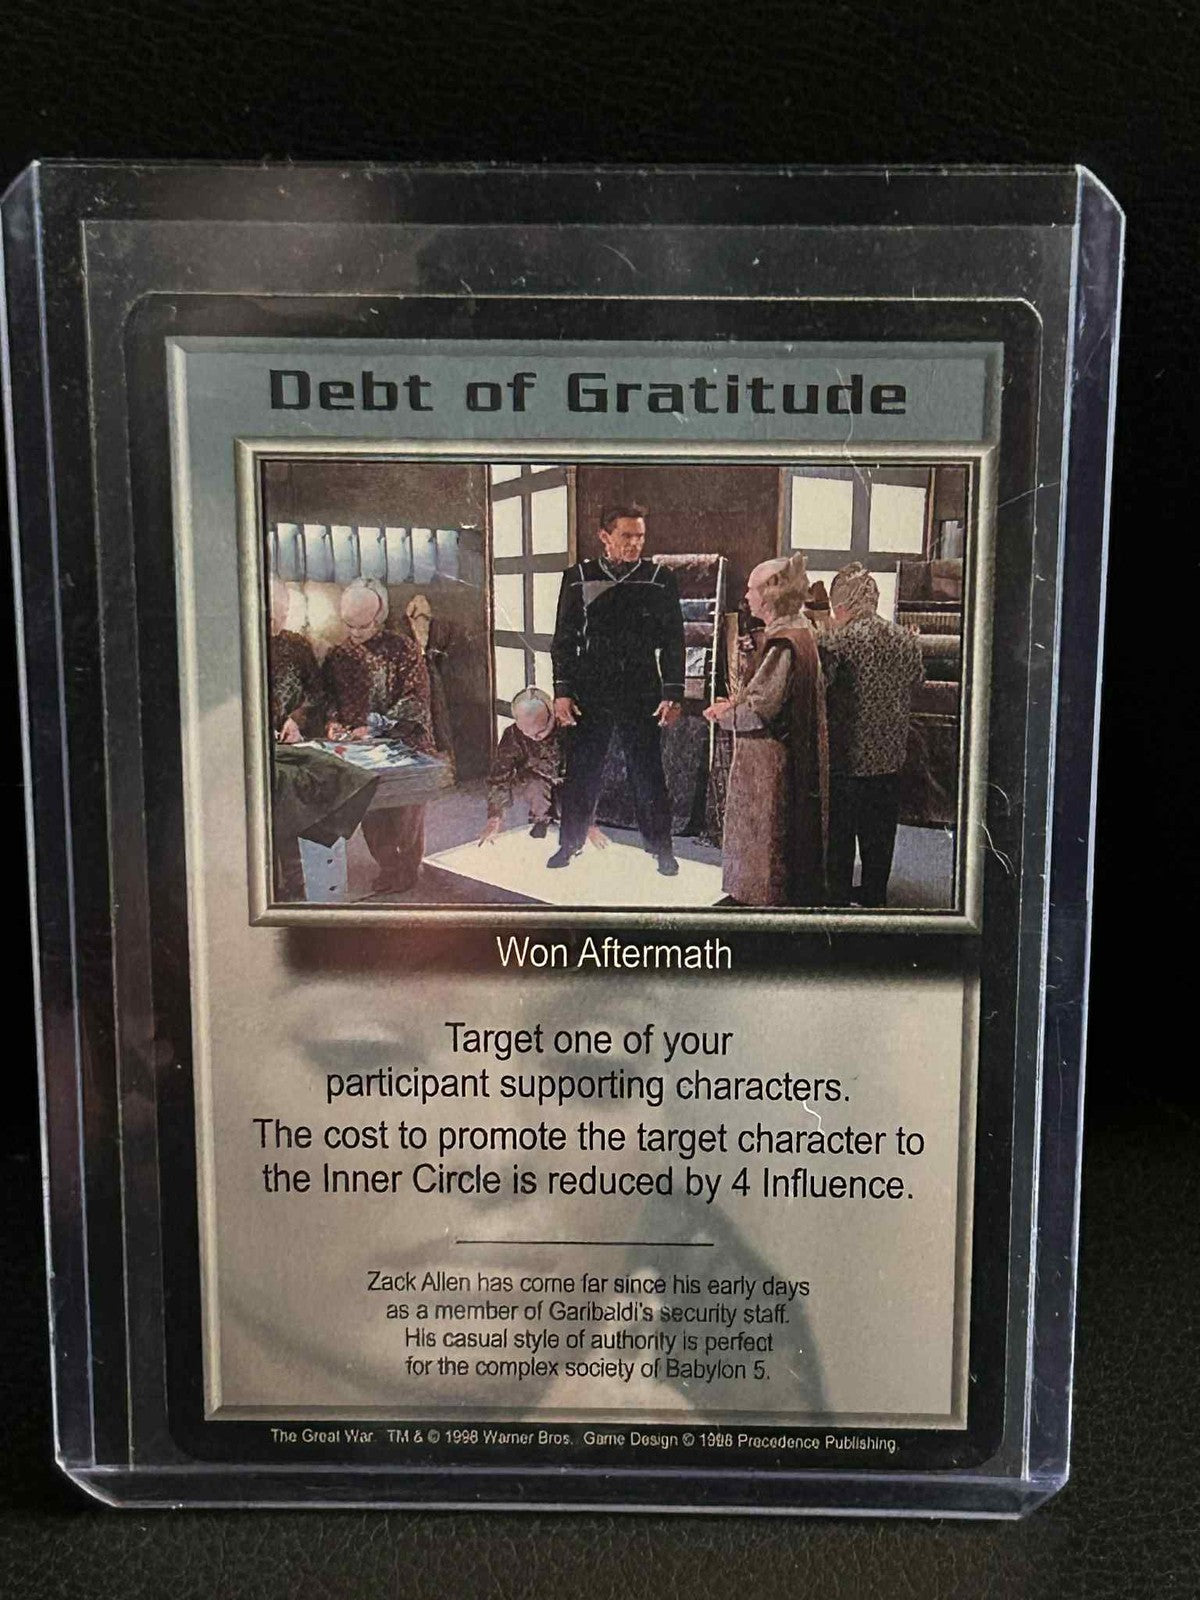 Debt of Gratitude
Won Aftermath
Target one of your
participant supporting characters.
The cost to promote the target character to
the Inner Circle is reduced by 4 Influence.
Zack Allen has come far since his early days
as a member of Garibaldi's security staff.
His casual style of authority is perfect
for the complex society of Babylon 5.
The Great War. TM & © 1998 Warner Bros. Game Design © 1998 Precedence Publishing.